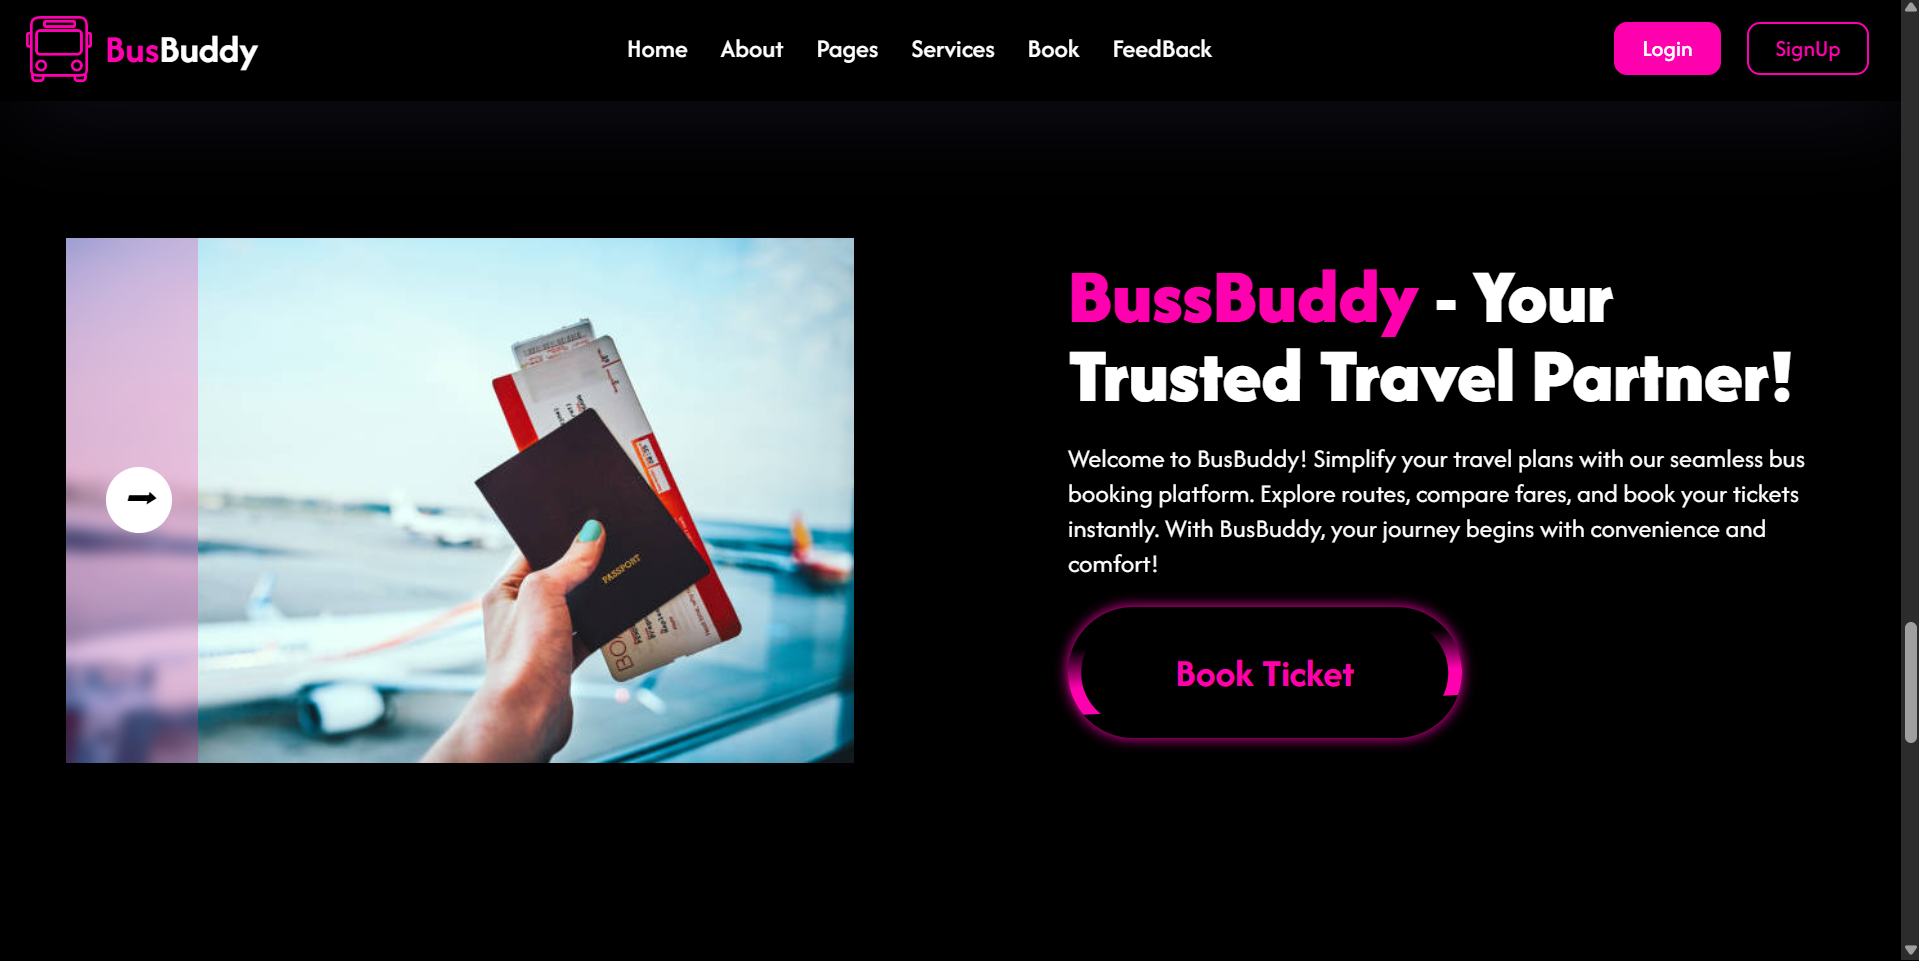 BusBuddy
Home About Pages Services Book FeedBack
Login
SignUp
BussBuddy - Your
Trusted Travel Partner!
Welcome to BusBuddy! Simplify your travel plans with our seamless bus
booking platform. Explore routes, compare fares, and book your tickets
instantly. With BusBuddy, your journey begins with convenience and
comfort!
Book Ticket
PASSPORT